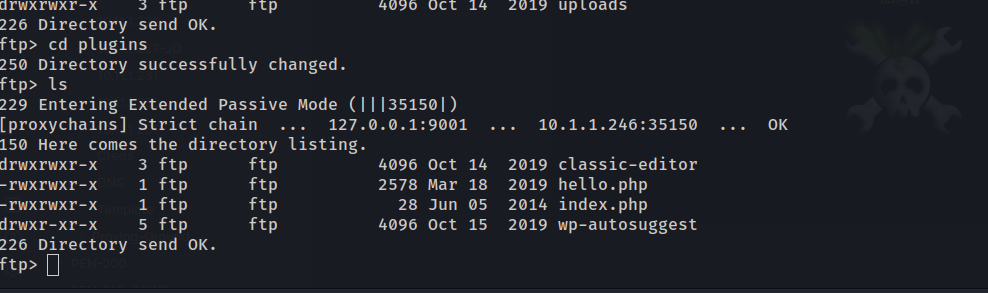 drwxrwxr-x    3 ftp      ftp          4096 Oct 14  2019 uploads
226 Directory send OK.
ftp> cd plugins
250 Directory successfully changed.
ftp> ls
229 Entering Extended Passive Mode (|||35150|)
[proxychains] Strict chain  ...  127.0.0.1:9001  ...  10.1.1.246:35150  ...  OK
150 Here comes the directory listing.
drwxrwxr-x    3 ftp      ftp          4096 Oct 14  2019 classic-editor
-rwxrwxr-x    1 ftp      ftp          2578 Mar 18  2019 hello.php
-rwxrwxr-x    1 ftp      ftp            28 Jun 05  2014 index.php
drwxr-xr-x    5 ftp      ftp          4096 Oct 15  2019 wp-autosuggest
226 Directory send OK.
ftp>